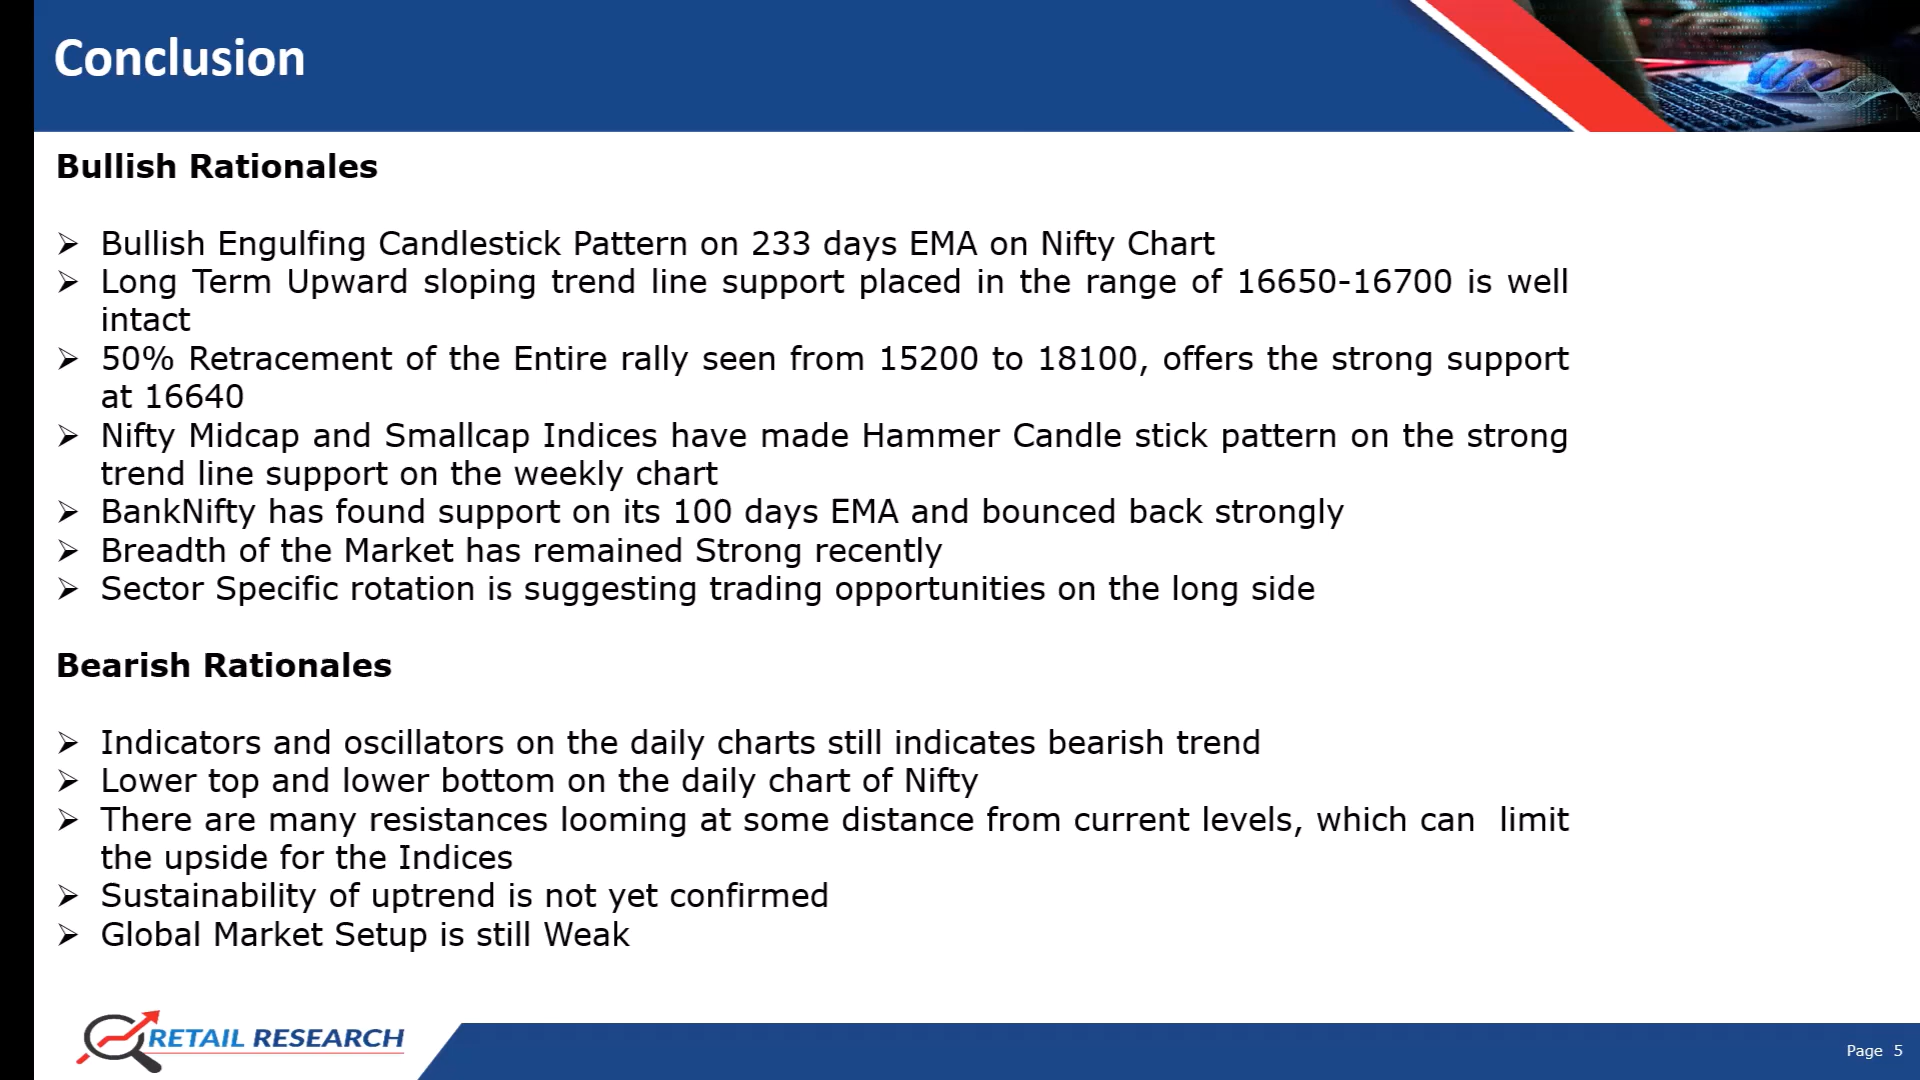 Conclusion
Bullish Rationales
➢ Bullish Engulfing Candlestick Pattern on 233 days EMA on Nifty Chart
➢ Long Term Upward sloping trend line support placed in the range of 16650-16700 is well
intact
➢ 50% Retracement of the Entire rally seen from 15200 to 18100, offers the strong support
at 16640
➢ Nifty Midcap and Smallcap Indices have made Hammer Candle stick pattern on the strong
trend line support on the weekly chart
➢ BankNifty has found support on its 100 days EMA and bounced back strongly
➢ Breadth of the Market has remained Strong recently
➢ Sector Specific rotation is suggesting trading opportunities on the long side
Bearish Rationales
➢ Indicators and oscillators on the daily charts still indicates bearish trend
➢ Lower top and lower bottom on the daily chart of Nifty
➢ There are many resistances looming at some distance from current levels, which can  limit
the upside for the Indices
➢ Sustainability of uptrend is not yet confirmed
➢ Global Market Setup is still Weak
RETAIL RESEARCH
Page 5